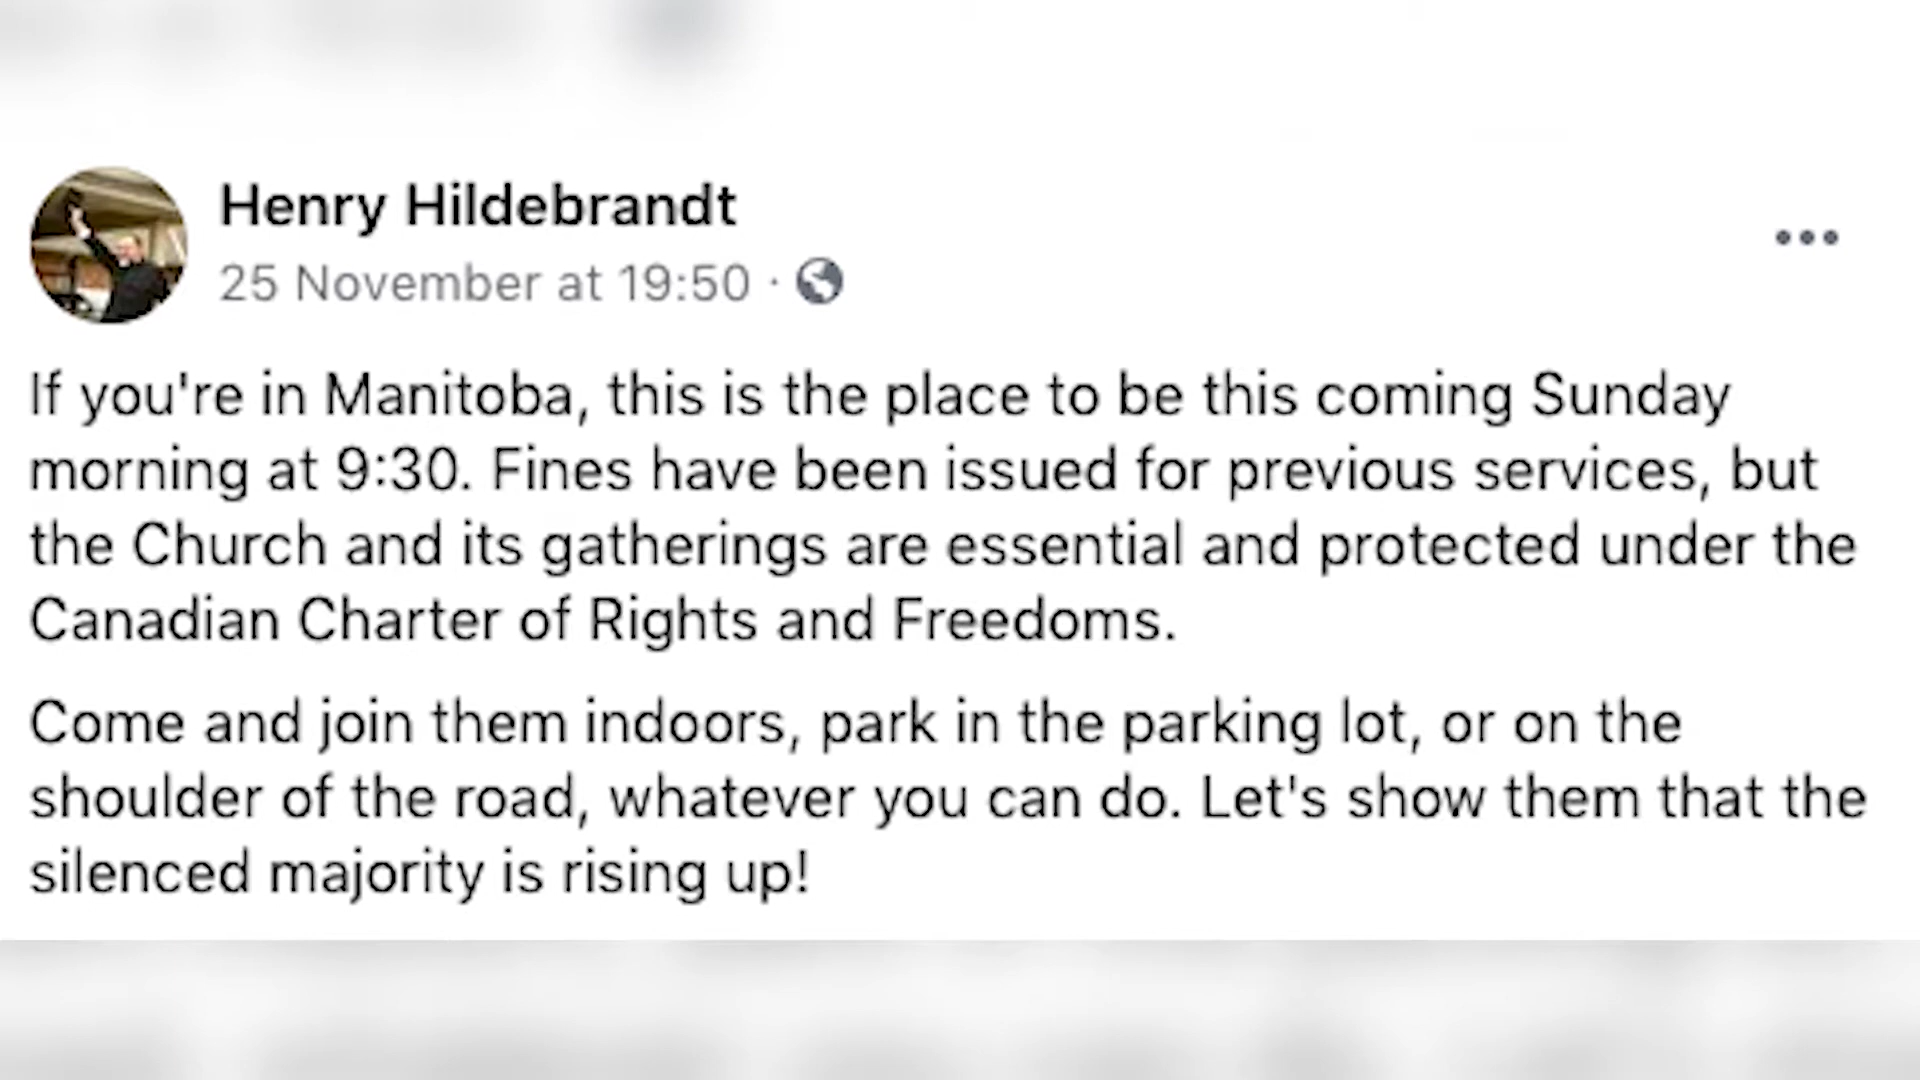 Henry Hildebrandt
25 November at 19:50 ·
If you're in Manitoba, this is the place to be this coming Sunday
morning at 9:30. Fines have been issued for previous services, but
the Church and its gatherings are essential and protected under the
Canadian Charter of Rights and Freedoms.
Come and join them indoors, park in the parking lot, or on the
shoulder of the road, whatever you can do. Let's show them that the
silenced majority is rising up!